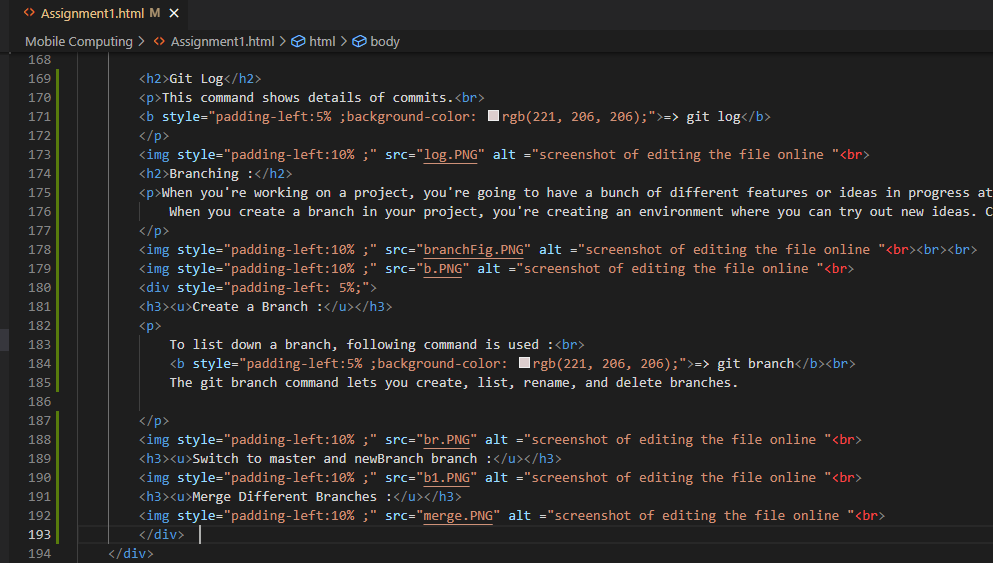 Assignment1.html M ×
Mobile Computing > Assignment1.html > html > body
168
169 <h2>Git Log</h2>
170 <p>This command shows details of commits.<br>
171 <b style="padding-left:5% ;background-color: rgb(221, 206, 206);">=> git log</b>
172 </p>
173 <img style="padding-left:10% ;" src="log.PNG" alt ="screenshot of editing the file online "<br>
174 <h2>Branching :</h2>
175 <p>When you're working on a project, you're going to have a bunch of different features or ideas in progress at
176 When you create a branch in your project, you're creating an environment where you can try out new ideas. C
177 </p>
178 <img style="padding-left:10% ;" src="branchFig.PNG" alt ="screenshot of editing the file online "<br><br><br>
179 <img style="padding-left:10% ;" src="b.PNG" alt ="screenshot of editing the file online "<br>
180 <div style="padding-left: 5%;">
181 <h3><u>Create a Branch :</u></h3>
182 <p>
183 To list down a branch, following command is used :<br>
184 <b style="padding-left:5% ;background-color: rgb(221, 206, 206);">=> git branch</b><br>
185 The git branch command lets you create, list, rename, and delete branches.
186
187 </p>
188 <img style="padding-left:10% ;" src="br.PNG" alt ="screenshot of editing the file online "<br>
189 <h3><u>Switch to master and newBranch branch :</u></h3>
190 <img style="padding-left:10% ;" src="b1.PNG" alt ="screenshot of editing the file online "<br>
191 <h3><u>Merge Different Branches :</u></h3>
192 <img style="padding-left:10% ;" src="merge.PNG" alt ="screenshot of editing the file online "<br>
193 </div>
194 </div>